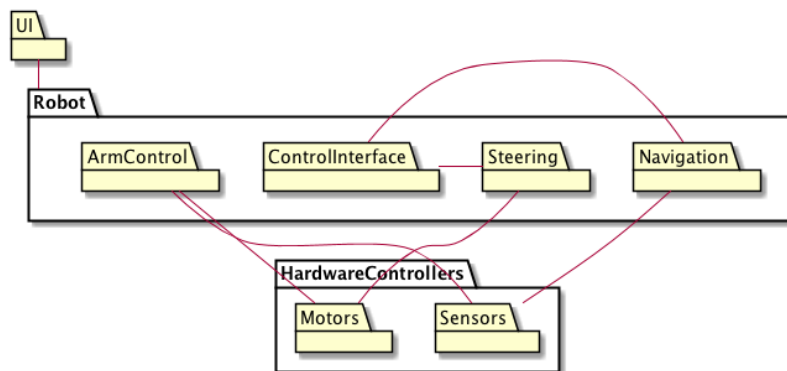 UI
Robot
ArmControl
ControlInterface
Steering
Navigation
HardwareControllers
Motors
Sensors